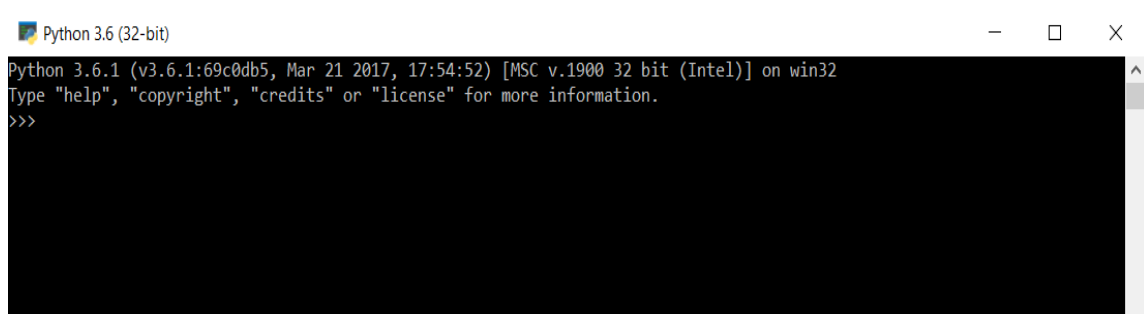 Python 3.6 (32-bit)
Python 3.6.1 (v3.6.1:69c0db5, Mar 21 2017, 17:54:52) [MSC v.1900 32 bit (Intel)] on win32
Type "help", "copyright", "credits" or "license" for more information.
>>>